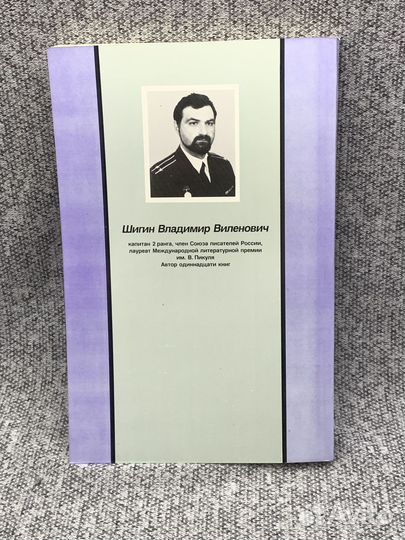 Шигин Владимир Виленович
капитан 2 ранга, член Союза писателей России,
лауреат Международной литературной премии
им. В. Пикуля
Автор одиннадцати книг
Avito